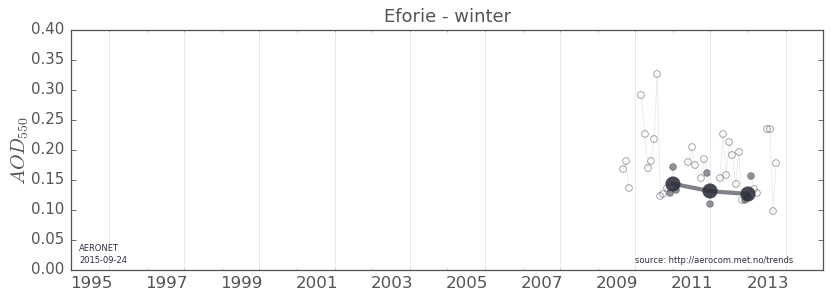 Eforie - winter
0.40
0.35
0.30
0.25
0.20
0.15
0.10
0.05
0.00
AOD550
AERONET
2015-09-24
source: http://aerocom.met.no/trends
1995 1997 1999 2001 2003 2005 2007 2009 2011 2013